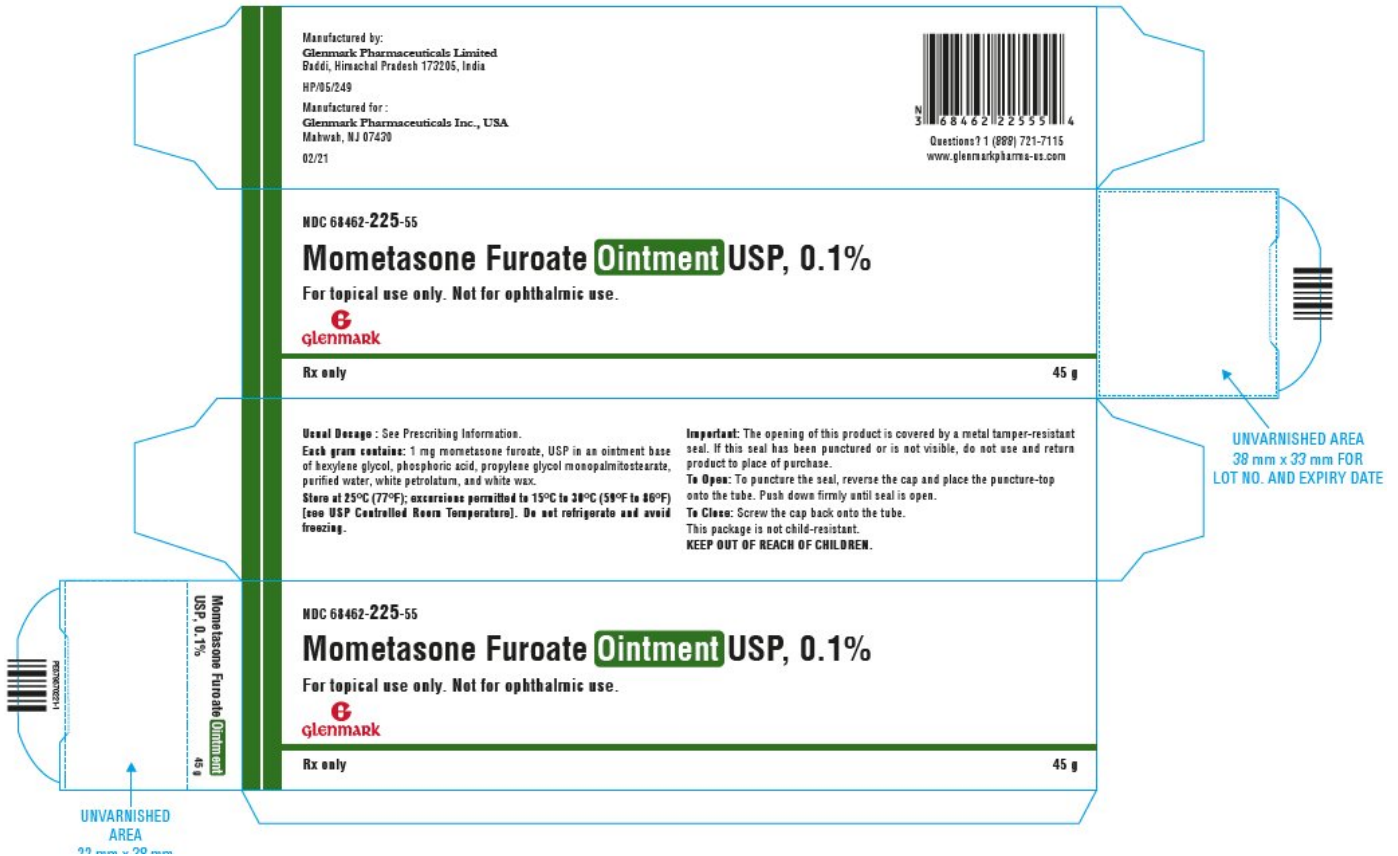 Manufactured by:
Glenmark Pharmaceuticals Limited
Baddi, Himachal Pradesh 173205, India
HP/05/249
Manufactured for :
Glenmark Pharmaceuticals Inc., USA
Mahwah, NJ 07430
02/21
N
3 68462 22555 4
Questions? 1 (888) 721-7115
www.glenmarkpharma-us.com
NDC 68462-225-55
Mometasone Furoate Ointment USP, 0.1%
For topical use only. Not for ophthalmic use.
G
glenmark
Rx only 45 g
UNVARNISHED AREA
38 mm x 33 mm FOR
LOT NO. AND EXPIRY DATE
Usual Dosage : See Prescribing Information.
Each gram contains: 1 mg mometasone furoate, USP in an ointment base
of hexylene glycol, phosphoric acid, propylene glycol monopalmitostearate,
purified water, white petrolatum, and white wax.
Store at 25ºC (77ºF); excursions permitted to 15ºC to 30ºC (59ºF to 86ºF)
[see USP Controlled Room Temperature]. Do not refrigerate and avoid
freezing.
Important: The opening of this product is covered by a metal tamper-resistant
seal. If this seal has been punctured or is not visible, do not use and return
product to place of purchase.
To Open: To puncture the seal, reverse the cap and place the puncture-top
onto the tube. Push down firmly until seal is open.
To Close: Screw the cap back onto the tube.
This package is not child-resistant.
KEEP OUT OF REACH OF CHILDREN.
Mometasone Furoate Ointment
USP, 0.1%
45 g
NDC 68462-225-55
Mometasone Furoate Ointment USP, 0.1%
For topical use only. Not for ophthalmic use.
G
glenmark
Rx only 45 g
UNVARNISHED
AREA